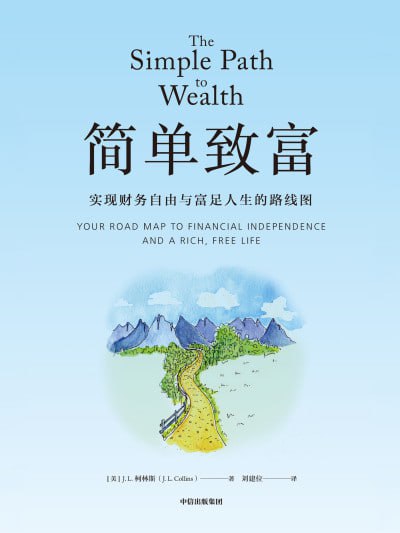 The
Simple Path
to
Wealth
简单致富
实现财务自由与富足人生的路线图
YOUR ROAD MAP TO FINANCIAL INDEPENDENCE
AND A RICH, FREE LIFE
[美] J. L. 柯林斯（J. L. Collins）———著 刘建位———译
中信出版集团